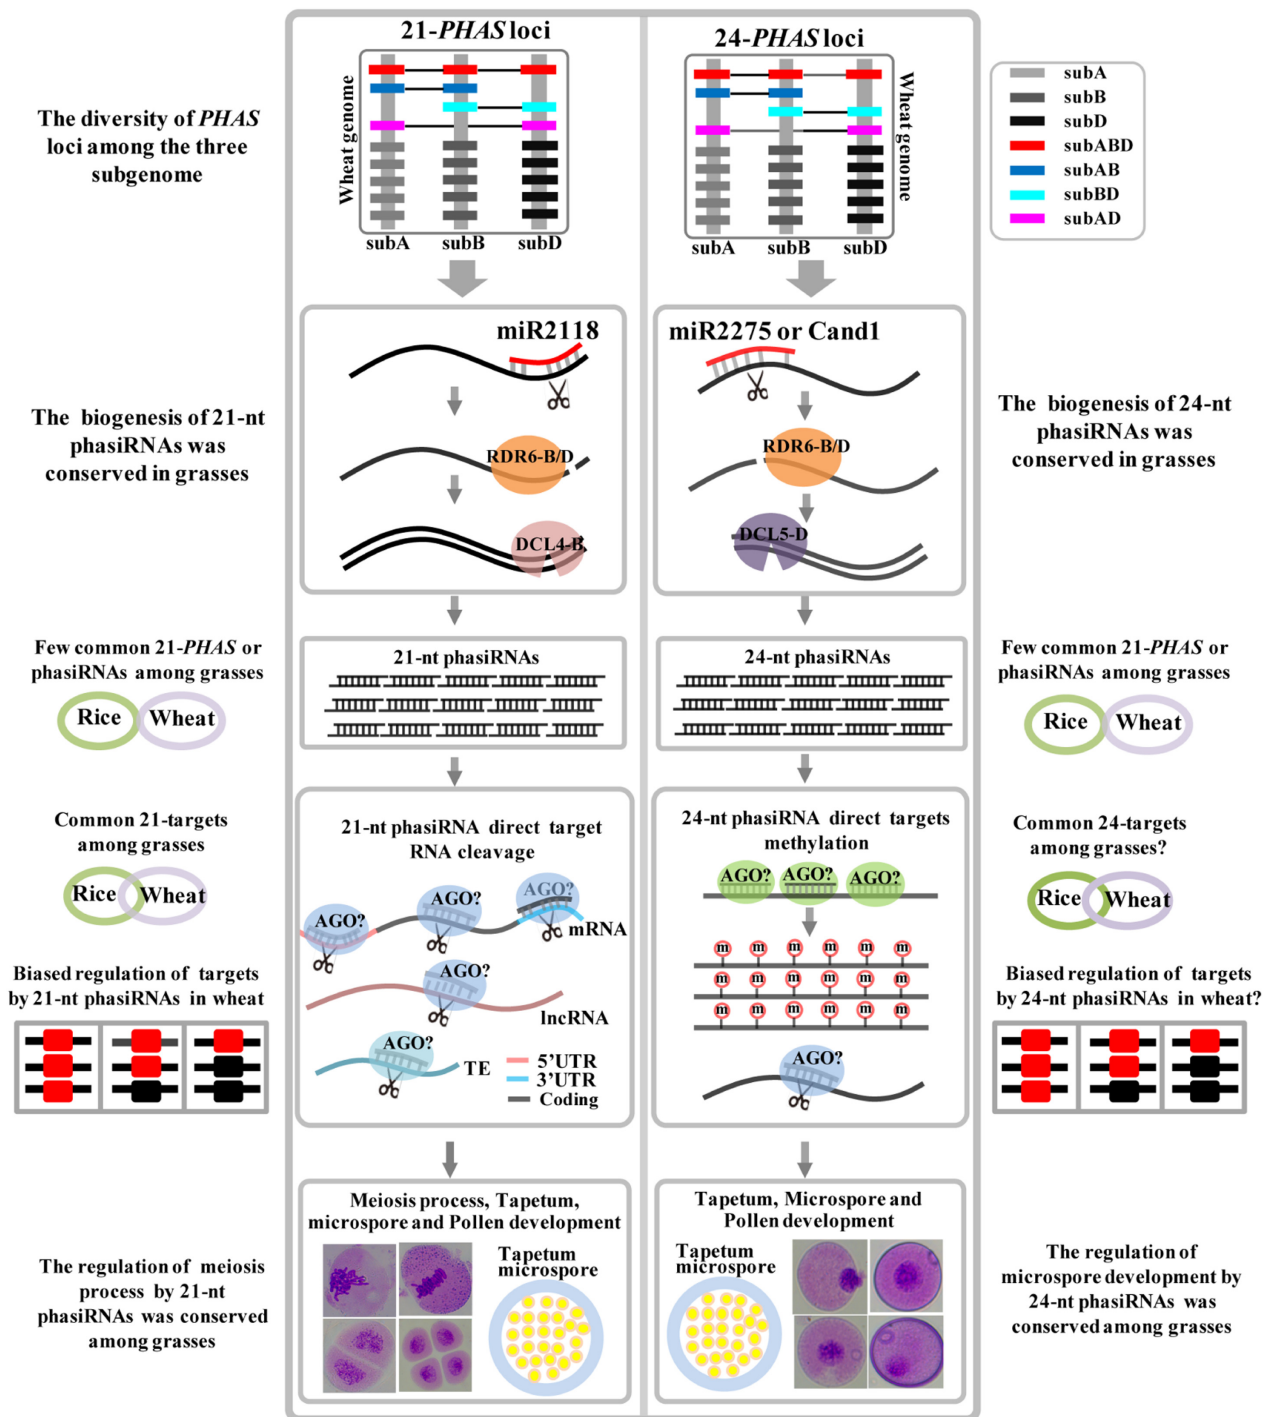 21-PHAS loci
24-PHAS loci
The diversity of PHAS
loci among the three
subgenome
Wheat genome
subA
subB
subD
Wheat genome
subA
subB
subD
subA
subB
subD
subABD
subAB
subBD
subAD
The biogenesis of 21-nt
phasiRNAs was
conserved in grasses
miR2118
RDR6-B/D
DCL4-B
miR2275 or Cand1
RDR6-B/D
DCL5-D
The biogenesis of 24-nt
phasiRNAs was
conserved in grasses
Few common 21-PHAS or
phasiRNAs among grasses
Rice
Wheat
21-nt phasiRNAs
24-nt phasiRNAs
Few common 21-PHAS or
phasiRNAs among grasses
Rice
Wheat
Common 21-targets
among grasses
Rice
Wheat
21-nt phasiRNA direct target
RNA cleavage
AGO?
AGO?
AGO?
mRNA
AGO?
lncRNA
AGO?
TE
5'UTR
3'UTR
Coding
24-nt phasiRNA direct targets
methylation
AGO?
AGO?
AGO?
m m m m m m
m m m m m m
m m m m m m
AGO?
Common 24-targets
among grasses?
Rice
Wheat
Biased regulation of targets
by 21-nt phasiRNAs in wheat
Biased regulation of targets
by 24-nt phasiRNAs in wheat?
The regulation of meiosis
process by 21-nt
phasiRNAs was conserved
among grasses
Meiosis process, Tapetum,
microspore and Pollen development
Tapetum
microspore
Tapetum, Microspore and
Pollen development
Tapetum
microspore
The regulation of
microspore development by
24-nt phasiRNAs was
conserved among grasses